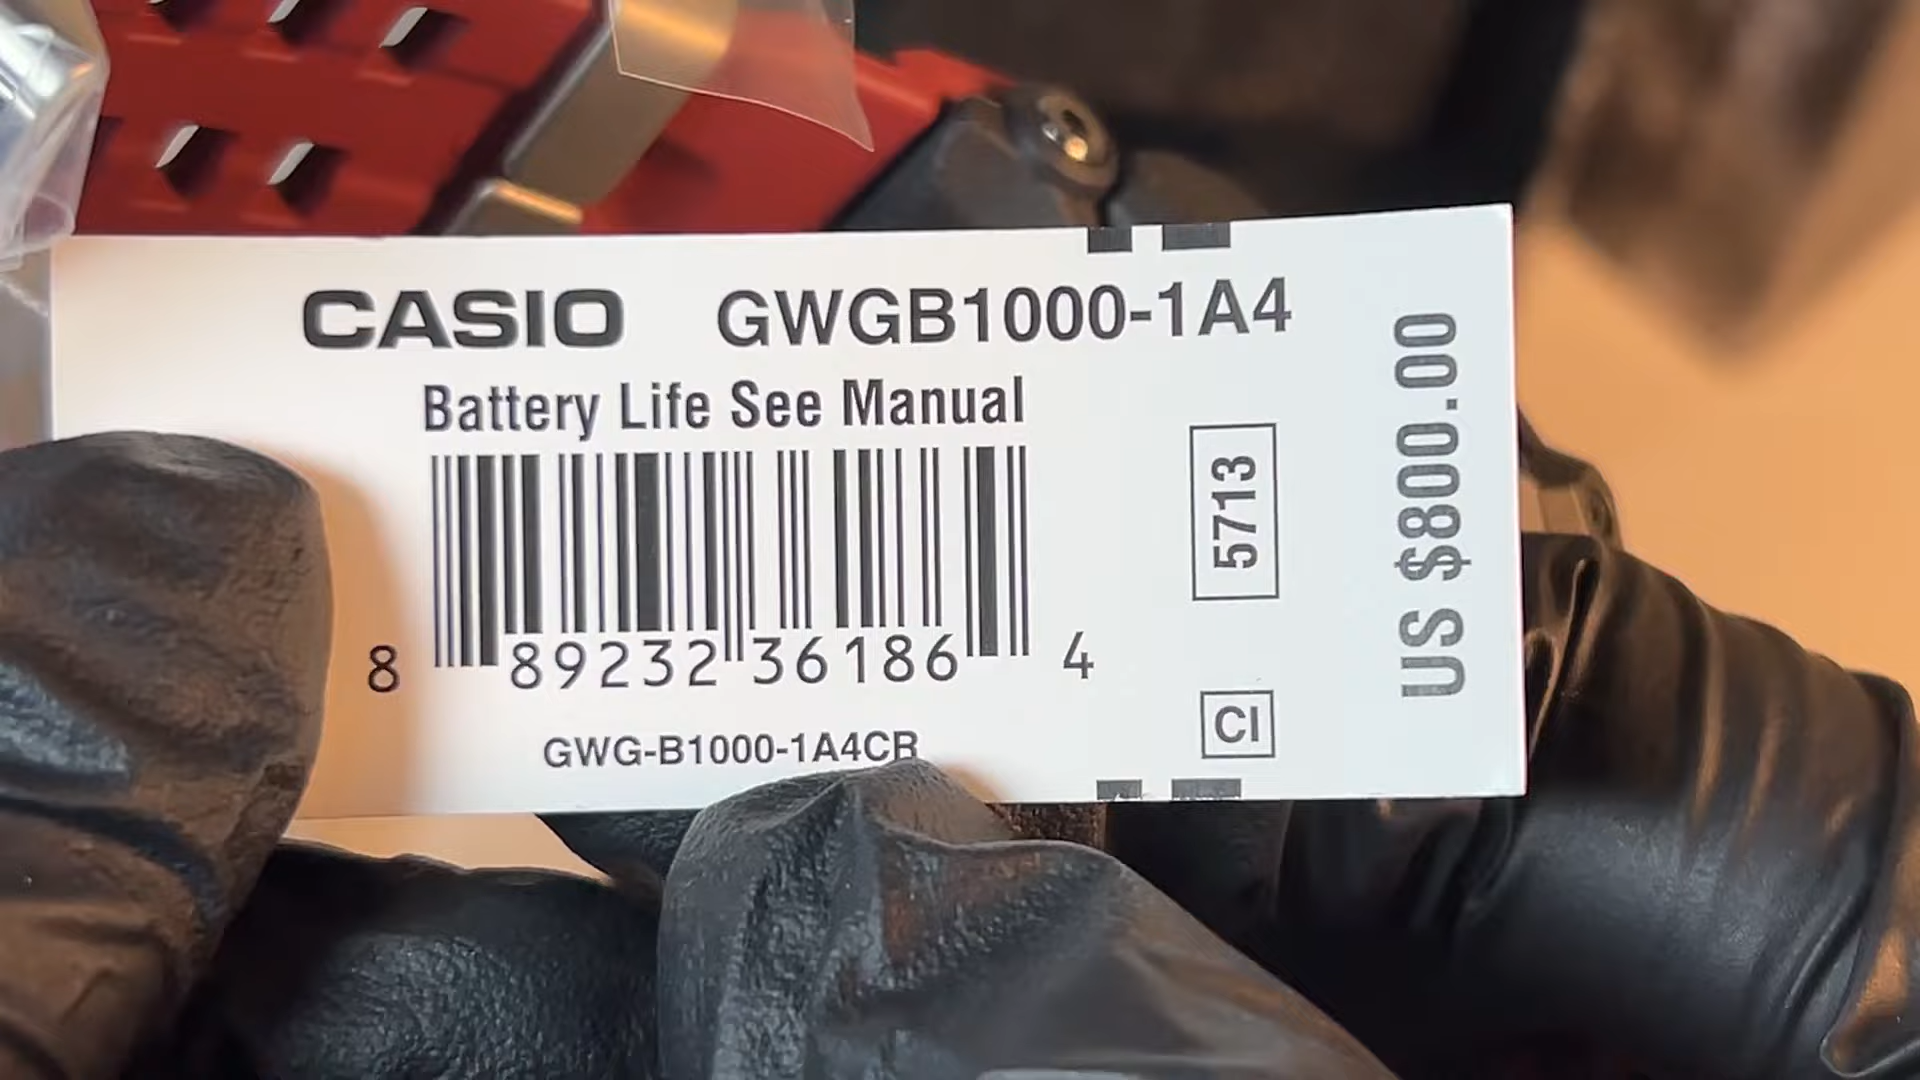 CASIO GWGB1000-1A4
Battery Life See Manual
8 89232 36186 4
GWG-B1000-1A4CR
5713
CI
US $800.00